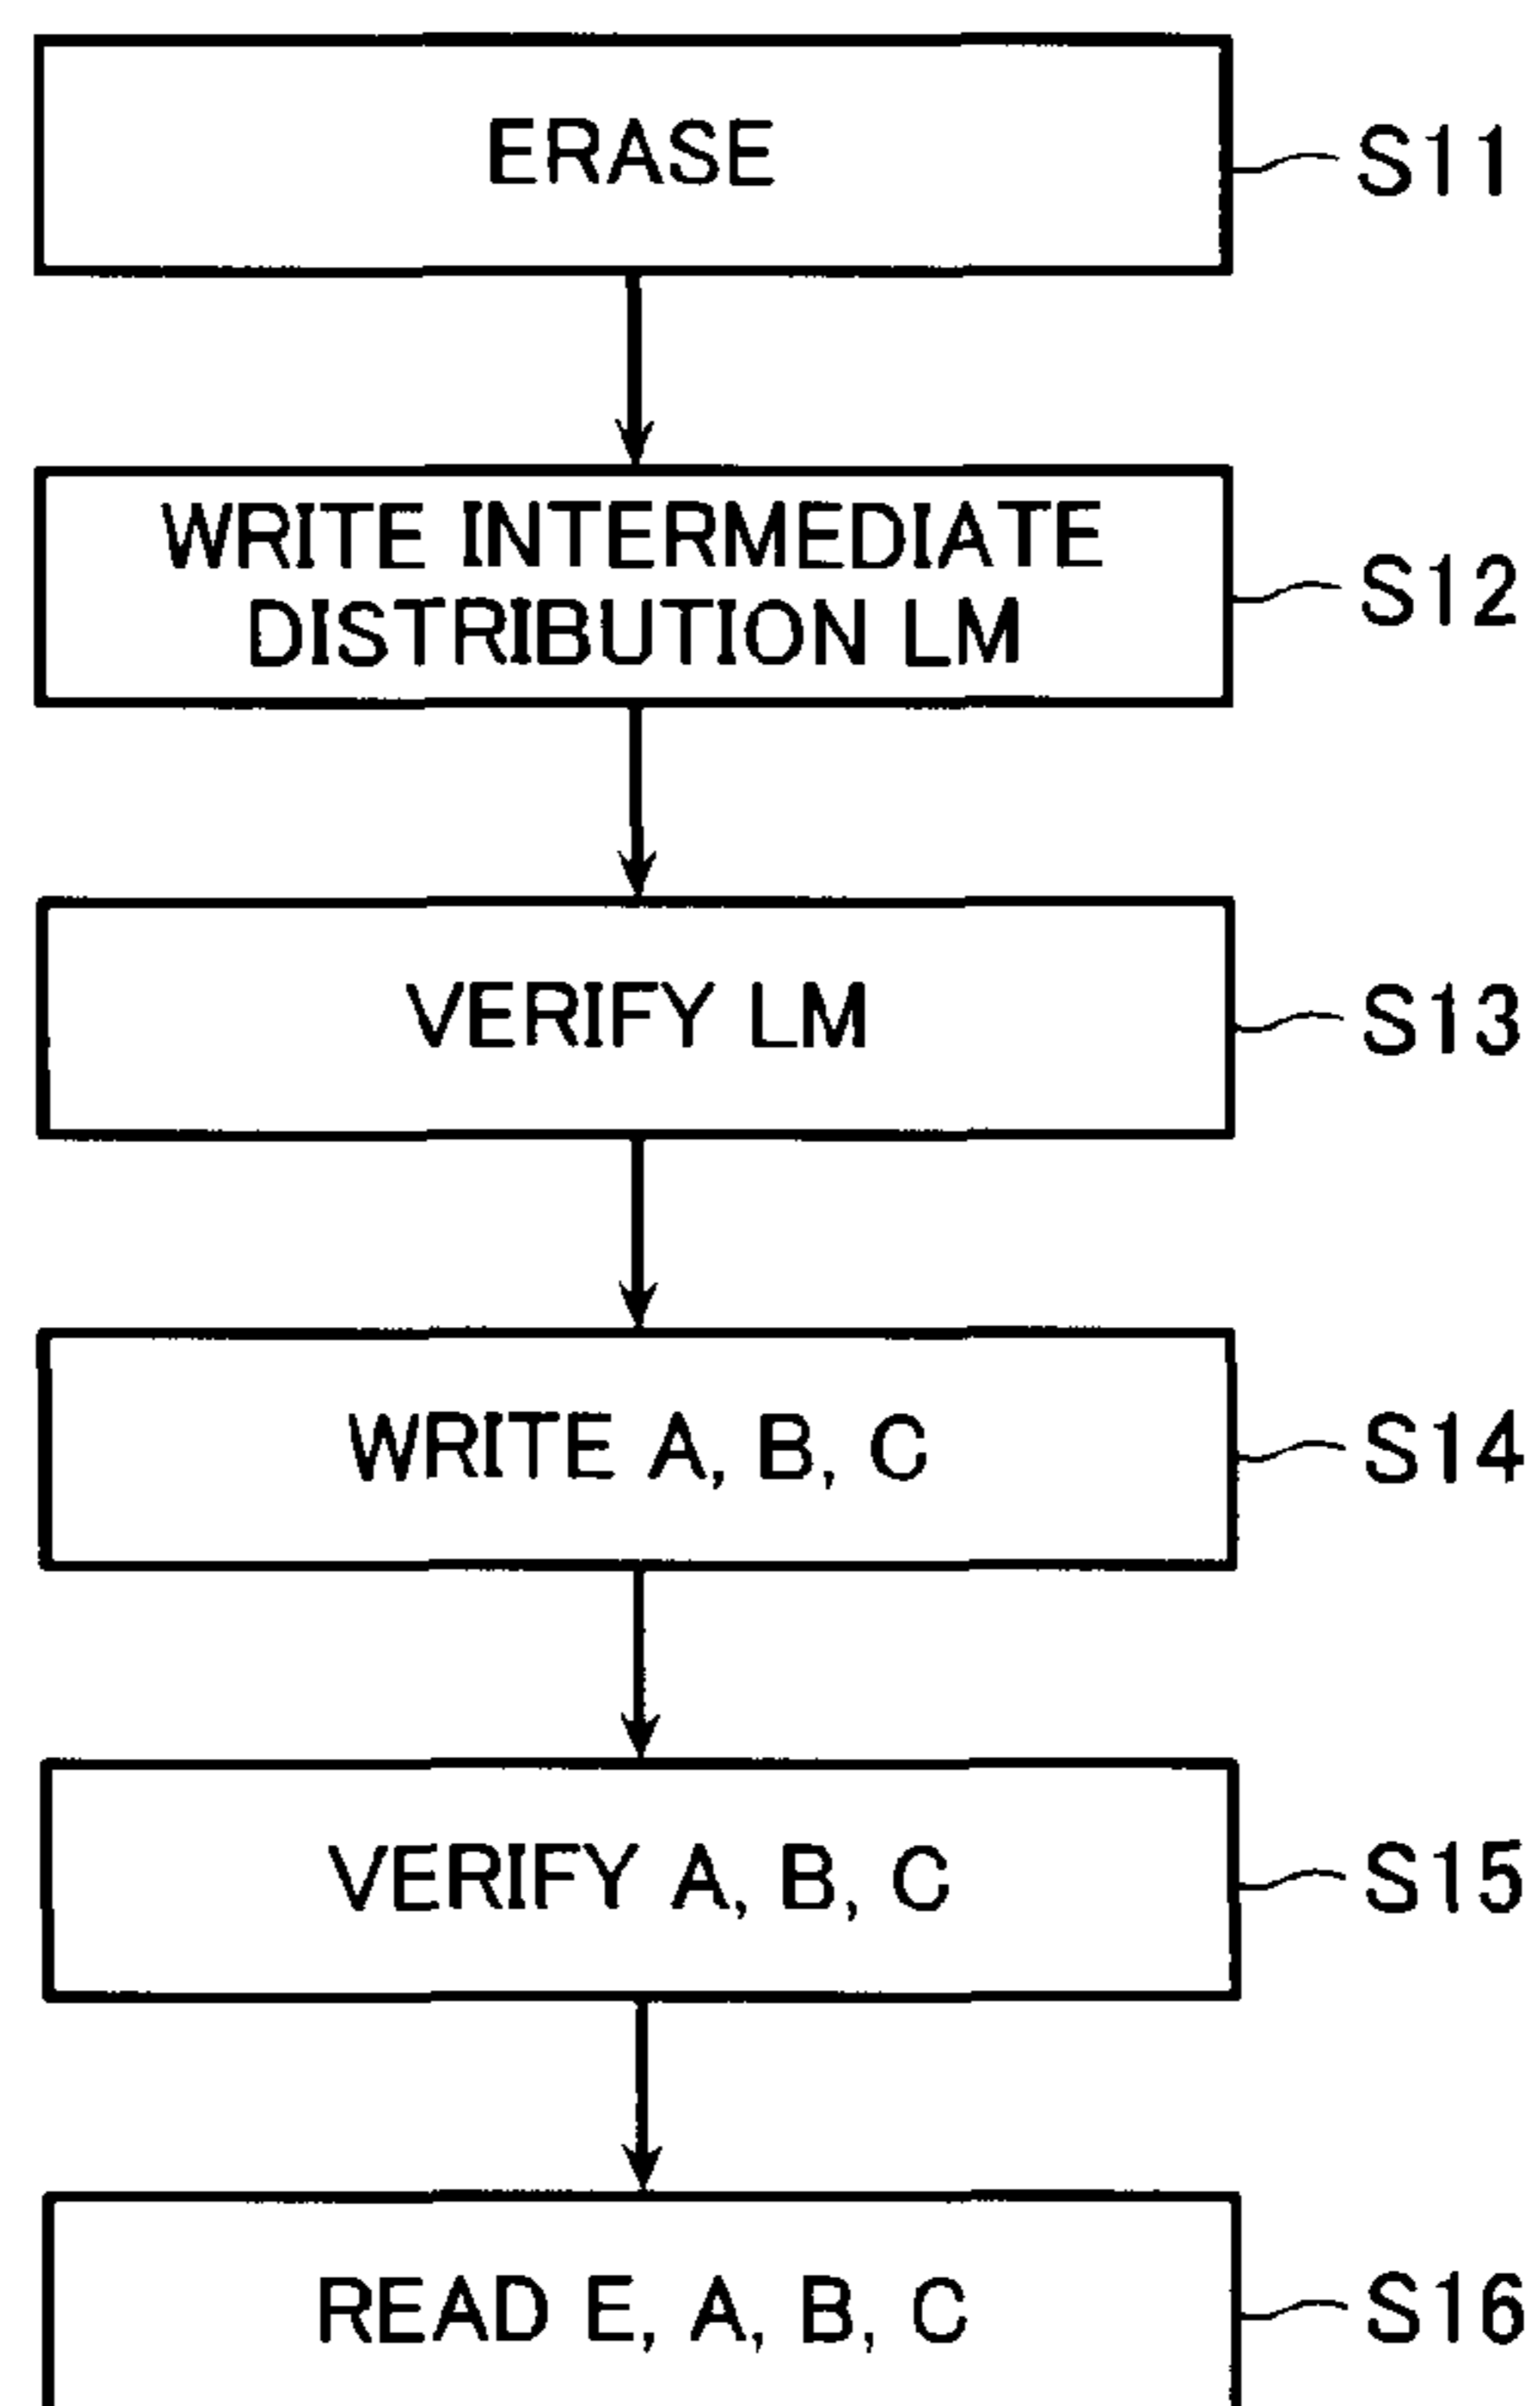 ERASE
S11
WRITE INTERMEDIATE
DISTRIBUTION LM
S12
VERIFY LM
S13
WRITE A, B, C
S14
VERIFY A, B, C
S15
READ E, A, B, C
S16